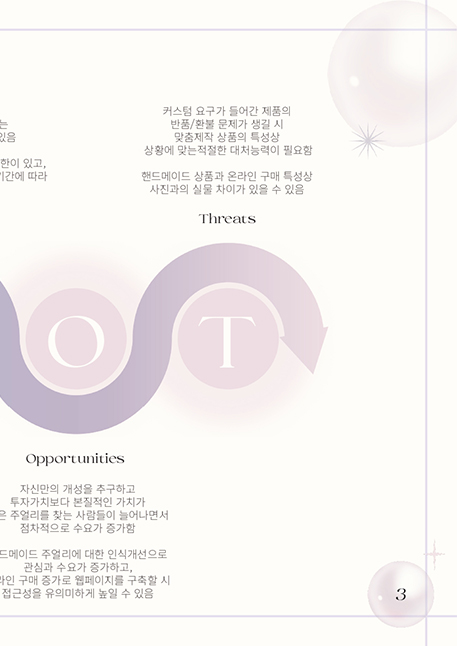 는
있음
한이 있고,
기간에 따라
커스텀 요구가 들어간 제품의
반품/환불 문제가 생길 시
맞춤제작 상품의 특성상
상황에 맞는적절한 대처능력이 필요함
핸드메이드 상품과 온라인 구매 특성상
사진과의 실물 차이가 있을 수 있음
Threats
O T
Opportunities
자신만의 개성을 추구하고
투자가치보다 본질적인 가치가
은 주얼리를 찾는 사람들이 늘어나면서
점차적으로 수요가 증가함
드메이드 주얼리에 대한 인식개선으로
관심과 수요가 증가하고,
라인 구매 증가로 웹페이지를 구축할 시
접근성을 유의미하게 높일 수 있음
3